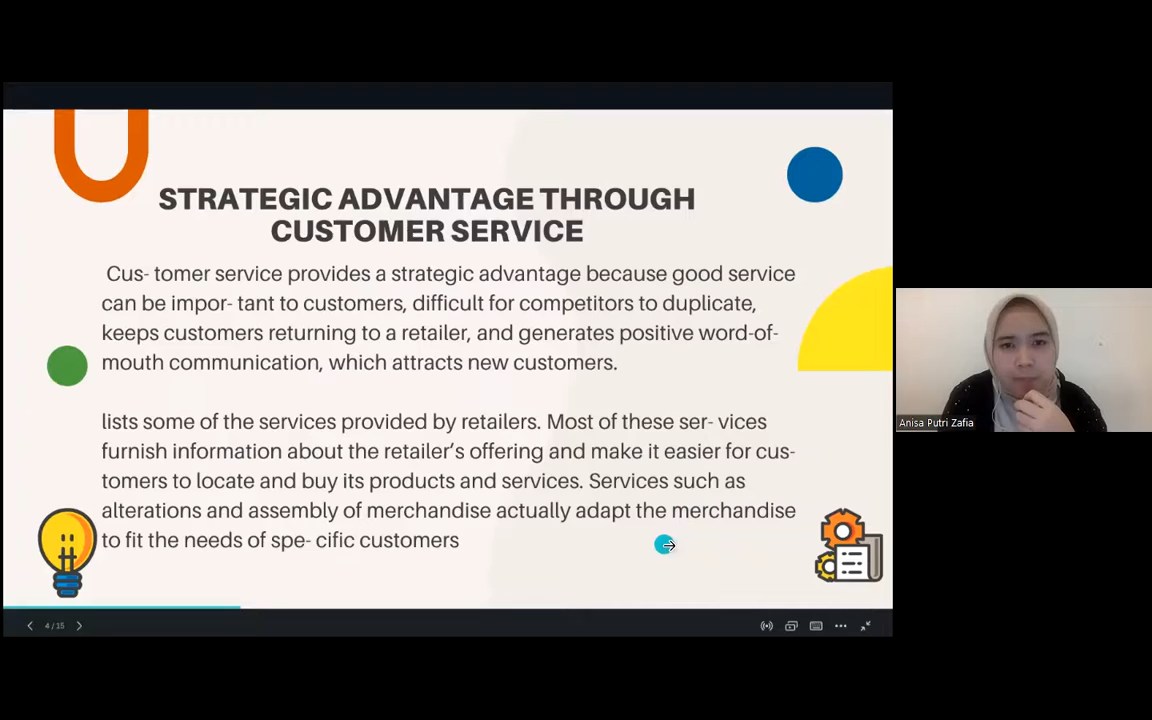 STRATEGIC ADVANTAGE THROUGH
CUSTOMER SERVICE
Cus- tomer service provides a strategic advantage because good service
can be impor- tant to customers, difficult for competitors to duplicate,
keeps customers returning to a retailer, and generates positive word-of-
mouth communication, which attracts new customers.
lists some of the services provided by retailers. Most of these ser- vices
furnish information about the retailer’s offering and make it easier for cus-
tomers to locate and buy its products and services. Services such as
alterations and assembly of merchandise actually adapt the merchandise
to fit the needs of spe- cific customers
4 / 15
Anisa Putri Zafia